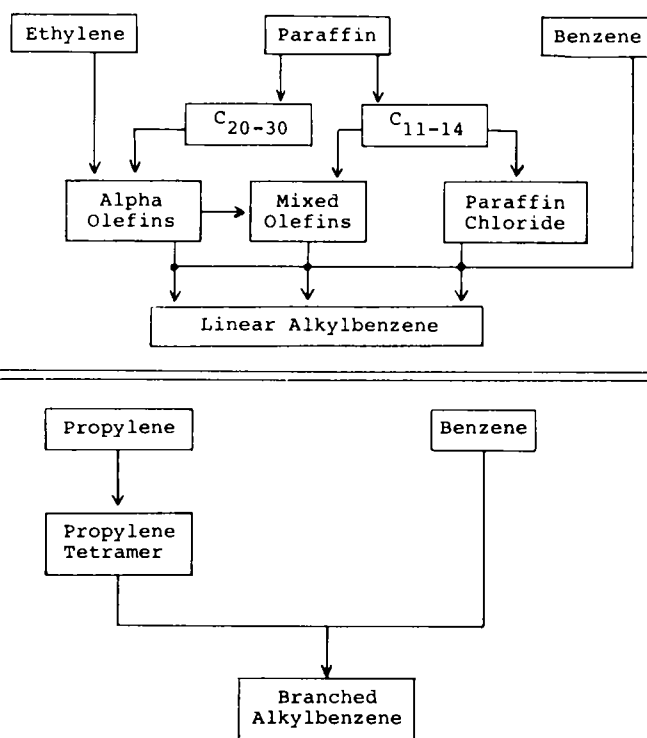 Ethylene
Paraffin
Benzene
C20-30
C11-14
Alpha
Olefins
Mixed
Olefins
Paraffin
Chloride
Linear Alkylbenzene
Propylene
Benzene
Propylene
Tetramer
Branched
Alkylbenzene